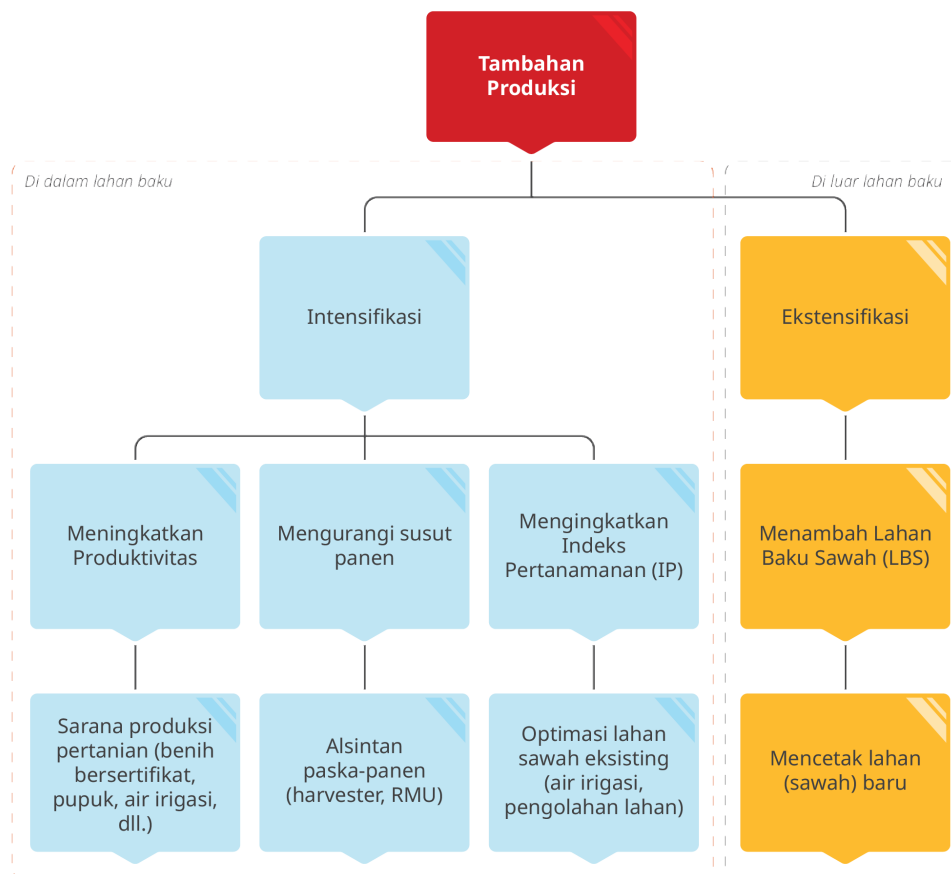 Tambahan
Produksi
Di dalam lahan baku
Di luar lahan baku
Intensifikasi
Ekstensifikasi
Meningkatkan
Produktivitas
Mengurangi susut
panen
Mengingkatkan
Indeks
Pertanamanan (IP)
Menambah Lahan
Baku Sawah (LBS)
Sarana produksi
pertanian (benih
bersertifikat,
pupuk, air irigasi,
dll.)
Alsintan
paska-panen
(harvester, RMU)
Optimasi lahan
sawah eksisting
(air irigasi,
pengolahan lahan)
Mencetak lahan
(sawah) baru